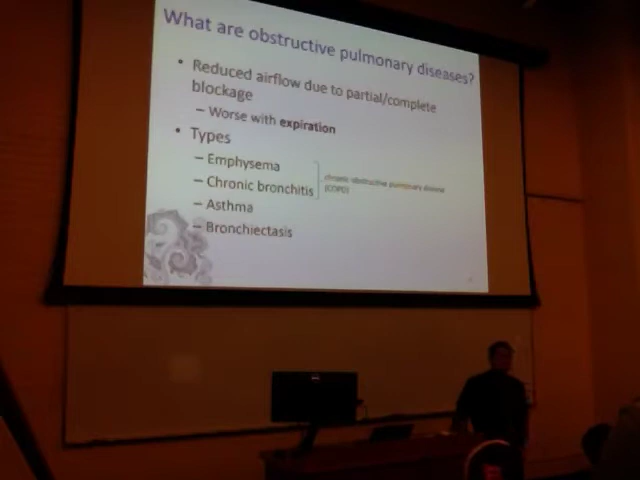 What are obstructive pulmonary diseases?
• Reduced airflow due to partial/complete
blockage
– Worse with expiration
• Types
– Emphysema
– Chronic bronchitis
chronic obstructive pulmonary disease
(COPD)
– Asthma
– Bronchiectasis